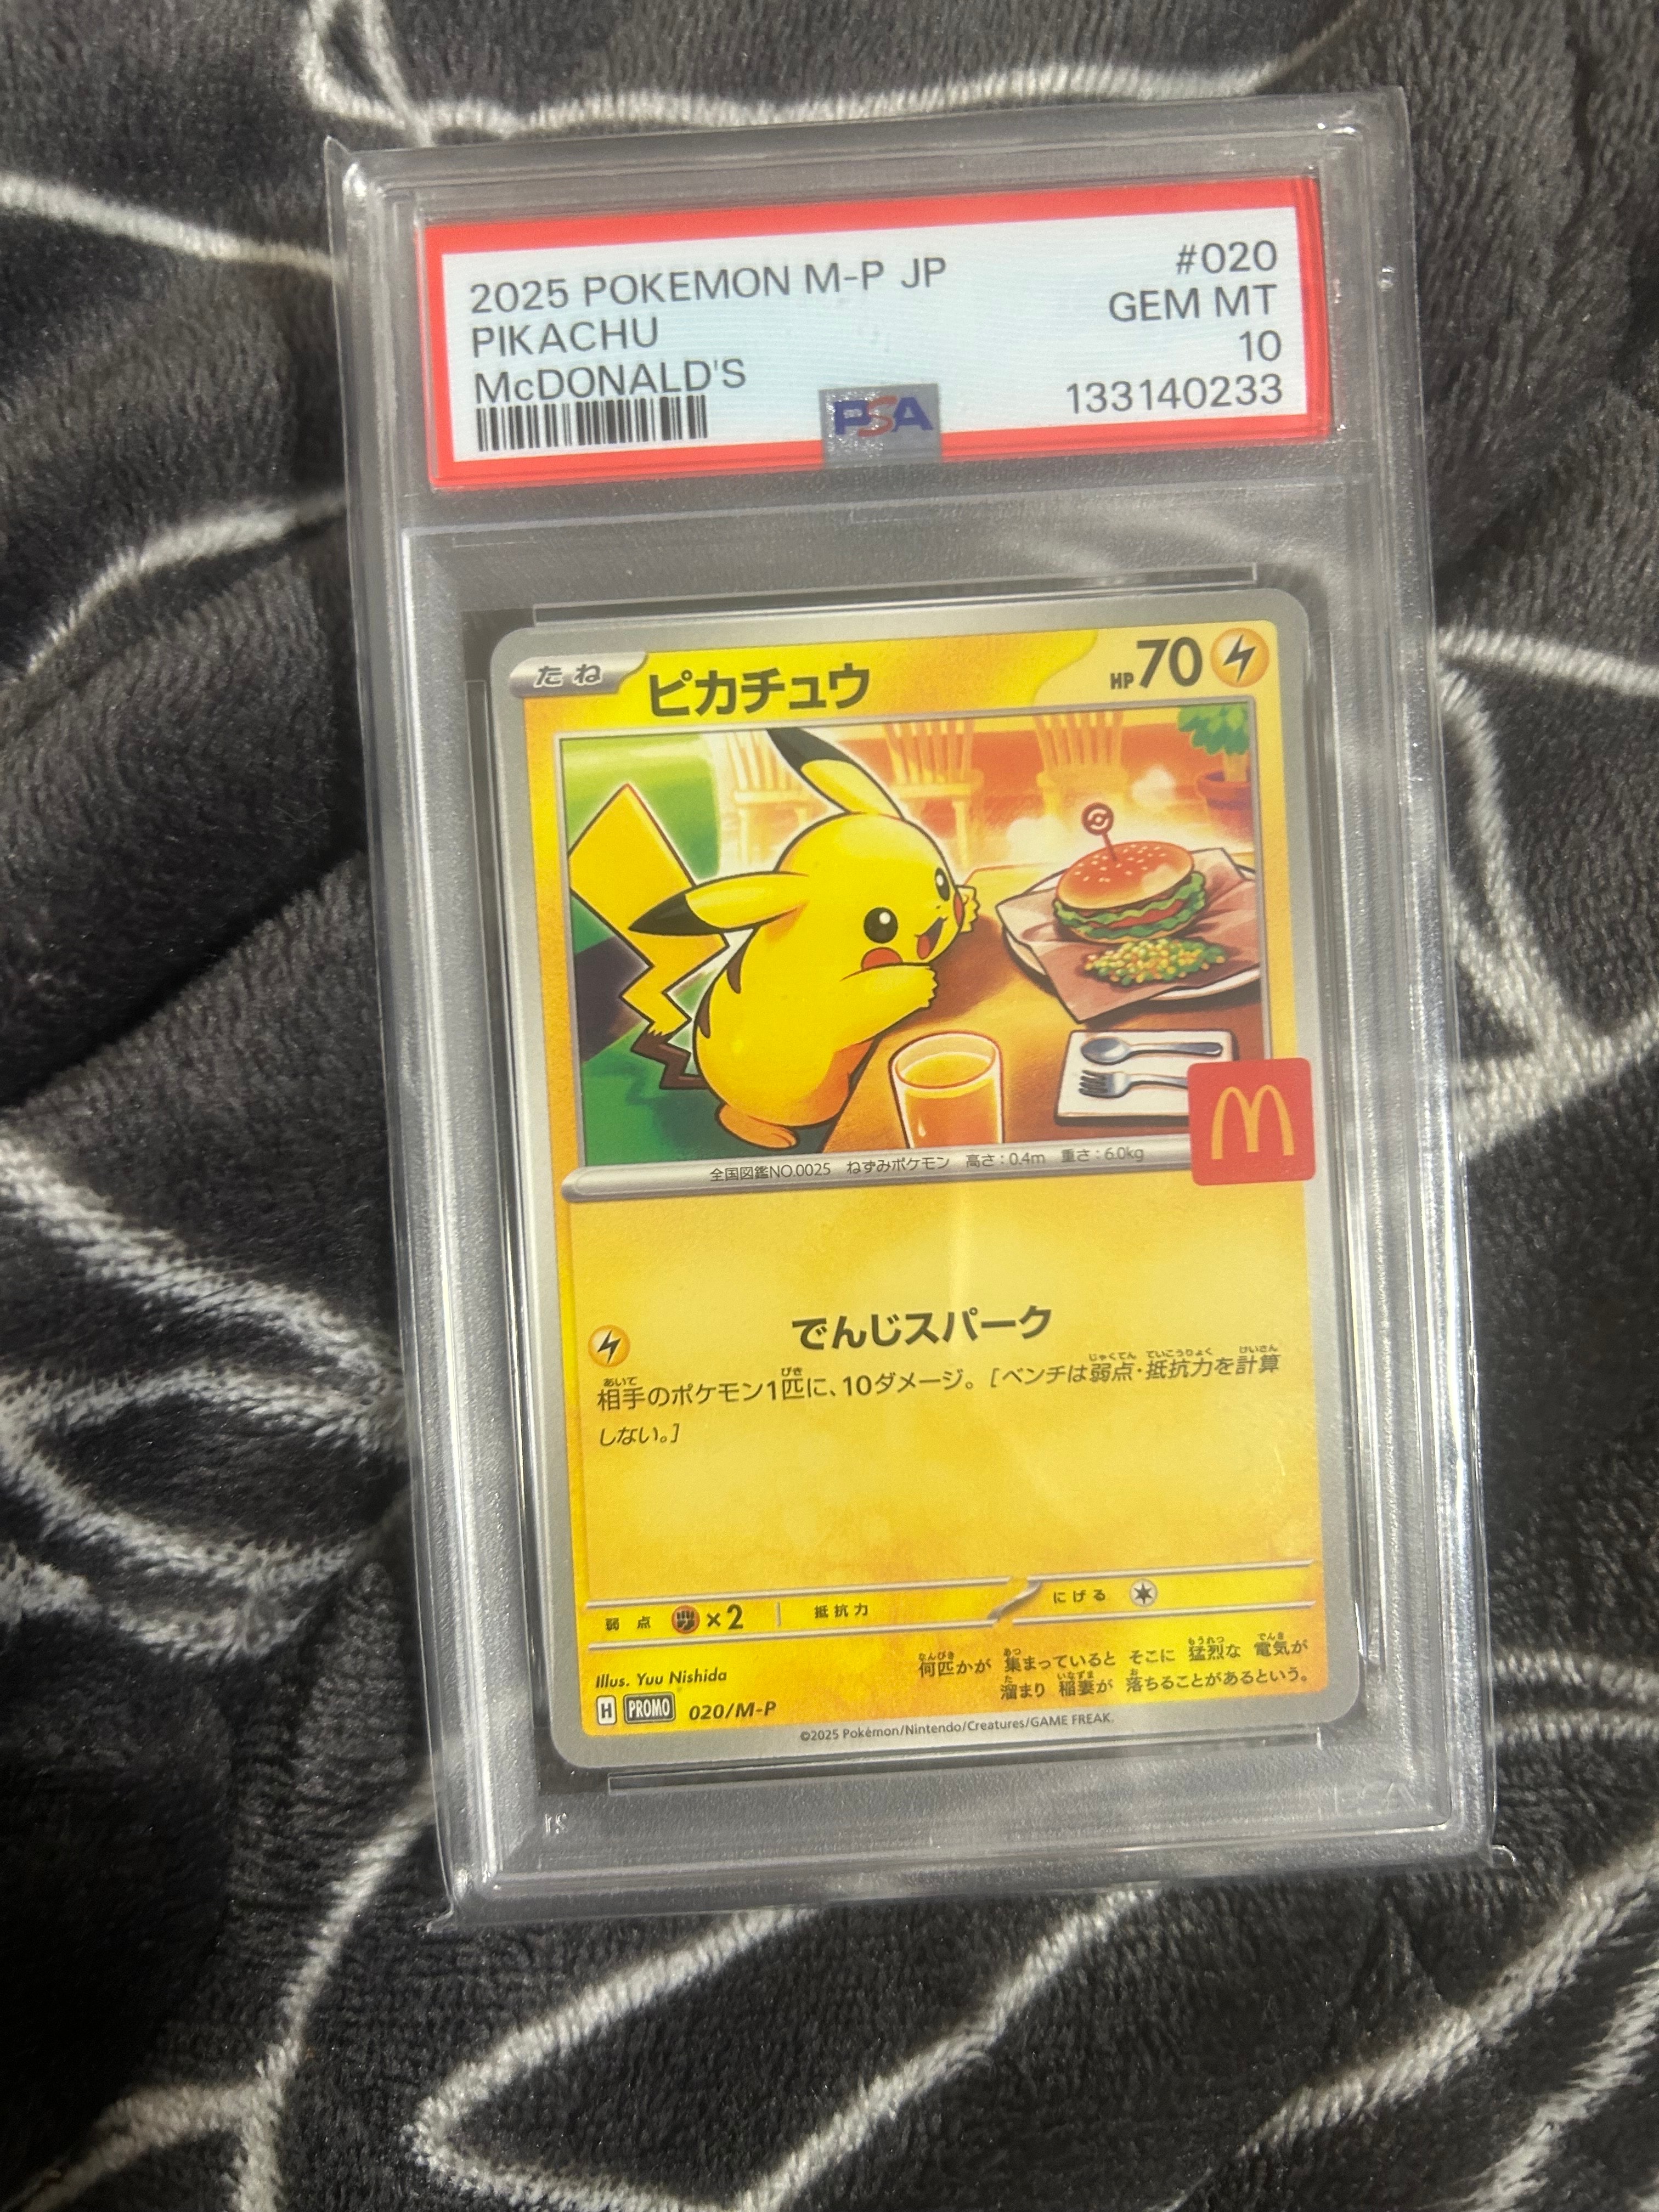 2025 POKEMON M-P JP #020
PIKACHU GEM MT
McDONALD'S 10
133140233
PSA
たね ピカチュウ HP70
全国図鑑NO.0025 ねずみポケモン 高さ:0.4m 重さ:6.0kg
でんじスパーク
相手のポケモン1匹に、10ダメージ。[ベンチは弱点・抵抗力を計算
しない。]
弱点 ×2 抵抗力 にげる
何匹かが 集まっていると そこに 猛烈な 電気が
溜まり 稲妻が 落ちることがあるという。
Illus. Yuu Nishida
H PROMO 020/M-P
©2025 Pokémon/Nintendo/Creatures/GAME FREAK.